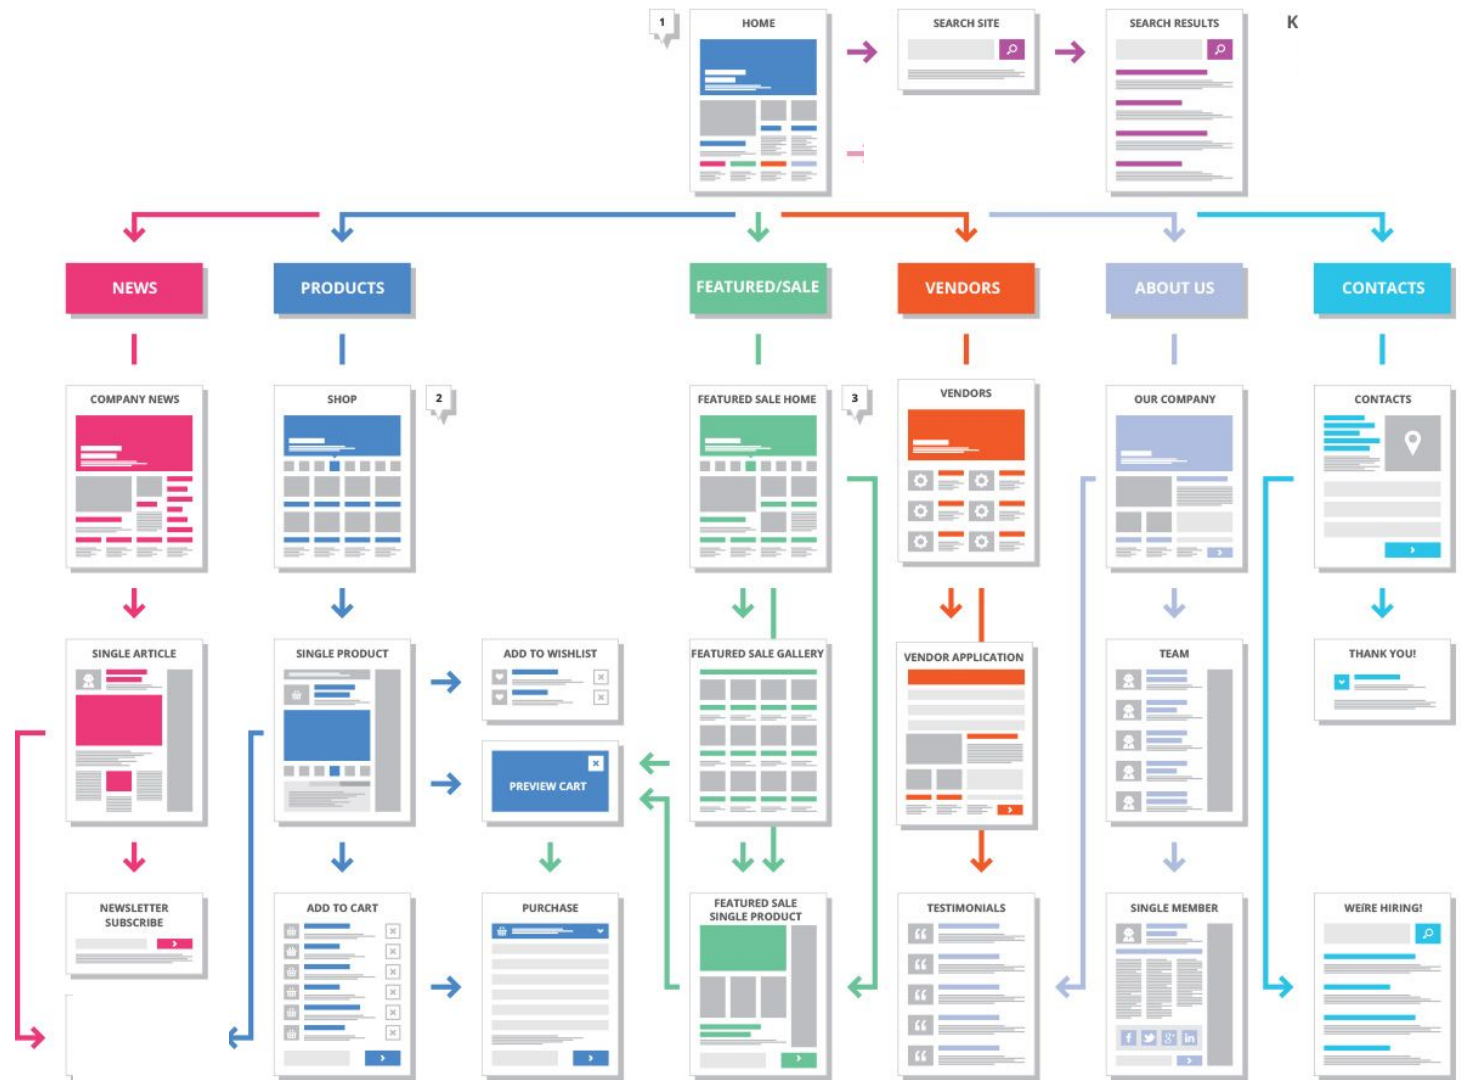 1
HOME
SEARCH SITE
SEARCH RESULTS
K
NEWS
PRODUCTS
FEATURED/SALE
VENDORS
ABOUT US
CONTACTS
COMPANY NEWS
SHOP
2
FEATURED SALE HOME
3
VENDORS
OUR COMPANY
CONTACTS
SINGLE ARTICLE
SINGLE PRODUCT
ADD TO WISHLIST
FEATURED SALE GALLERY
VENDOR APPLICATION
TEAM
THANK YOU!
PREVIEW CART
NEWSLETTER
SUBSCRIBE
ADD TO CART
PURCHASE
FEATURED SALE
SINGLE PRODUCT
TESTIMONIALS
SINGLE MEMBER
WE'RE HIRING!